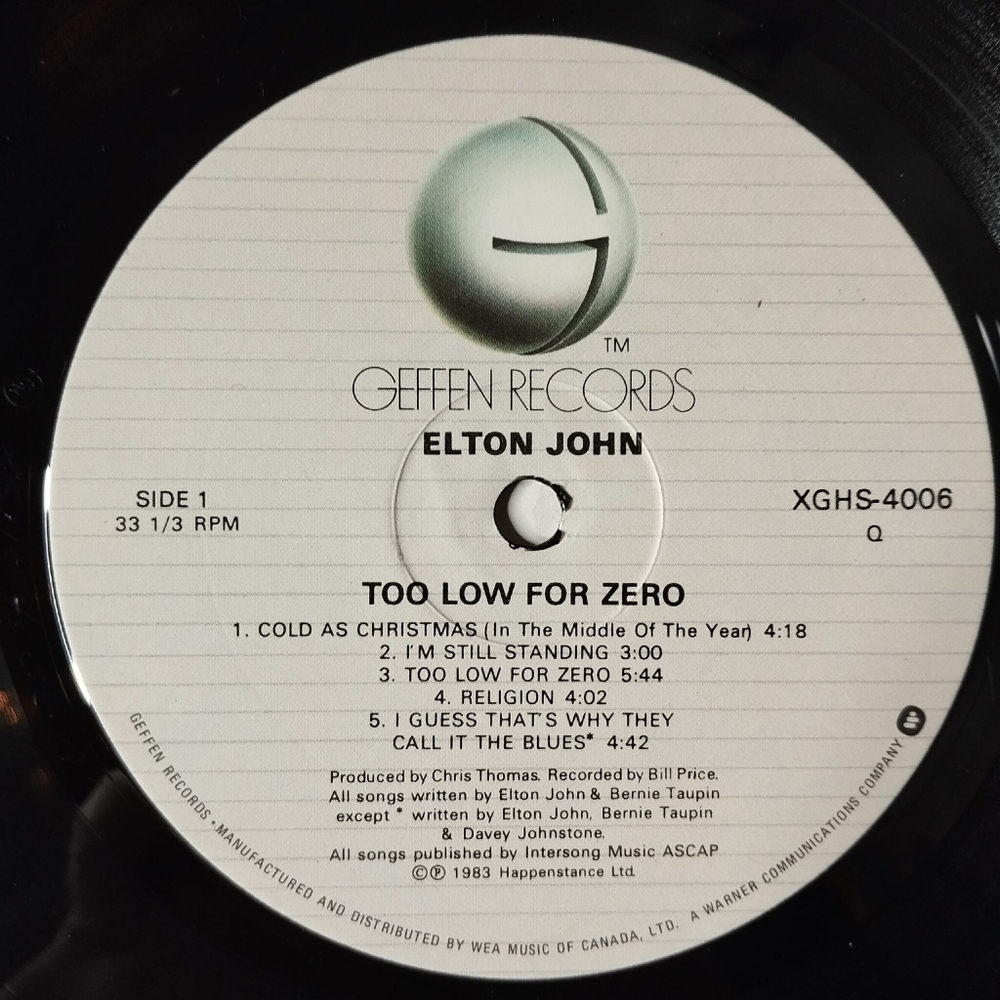 TM
GEFFEN RECORDS
ELTON JOHN
SIDE 1
33 1/3 RPM
XGHS-4006
Q
TOO LOW FOR ZERO
1. COLD AS CHRISTMAS (In The Middle Of The Year) 4:18
2. I'M STILL STANDING 3:00
3. TOO LOW FOR ZERO 5:44
4. RELIGION 4:02
5. I GUESS THAT'S WHY THEY
CALL IT THE BLUES* 4:42
Produced by Chris Thomas. Recorded by Bill Price.
All songs written by Elton John & Bernie Taupin
except * written by Elton John, Bernie Taupin
& Davey Johnstone.
All songs published by Intersong Music ASCAP
©℗ 1983 Happenstance Ltd.
GEFFEN RECORDS • MANUFACTURED AND DISTRIBUTED BY WEA MUSIC OF CANADA, LTD. A WARNER COMMUNICATIONS COMPANY